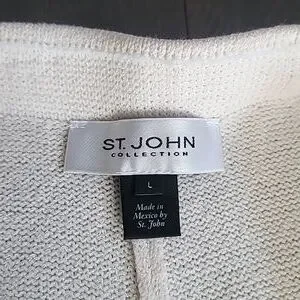 ST. JOHN
COLLECTION
L
Made in
Mexico by
St. John